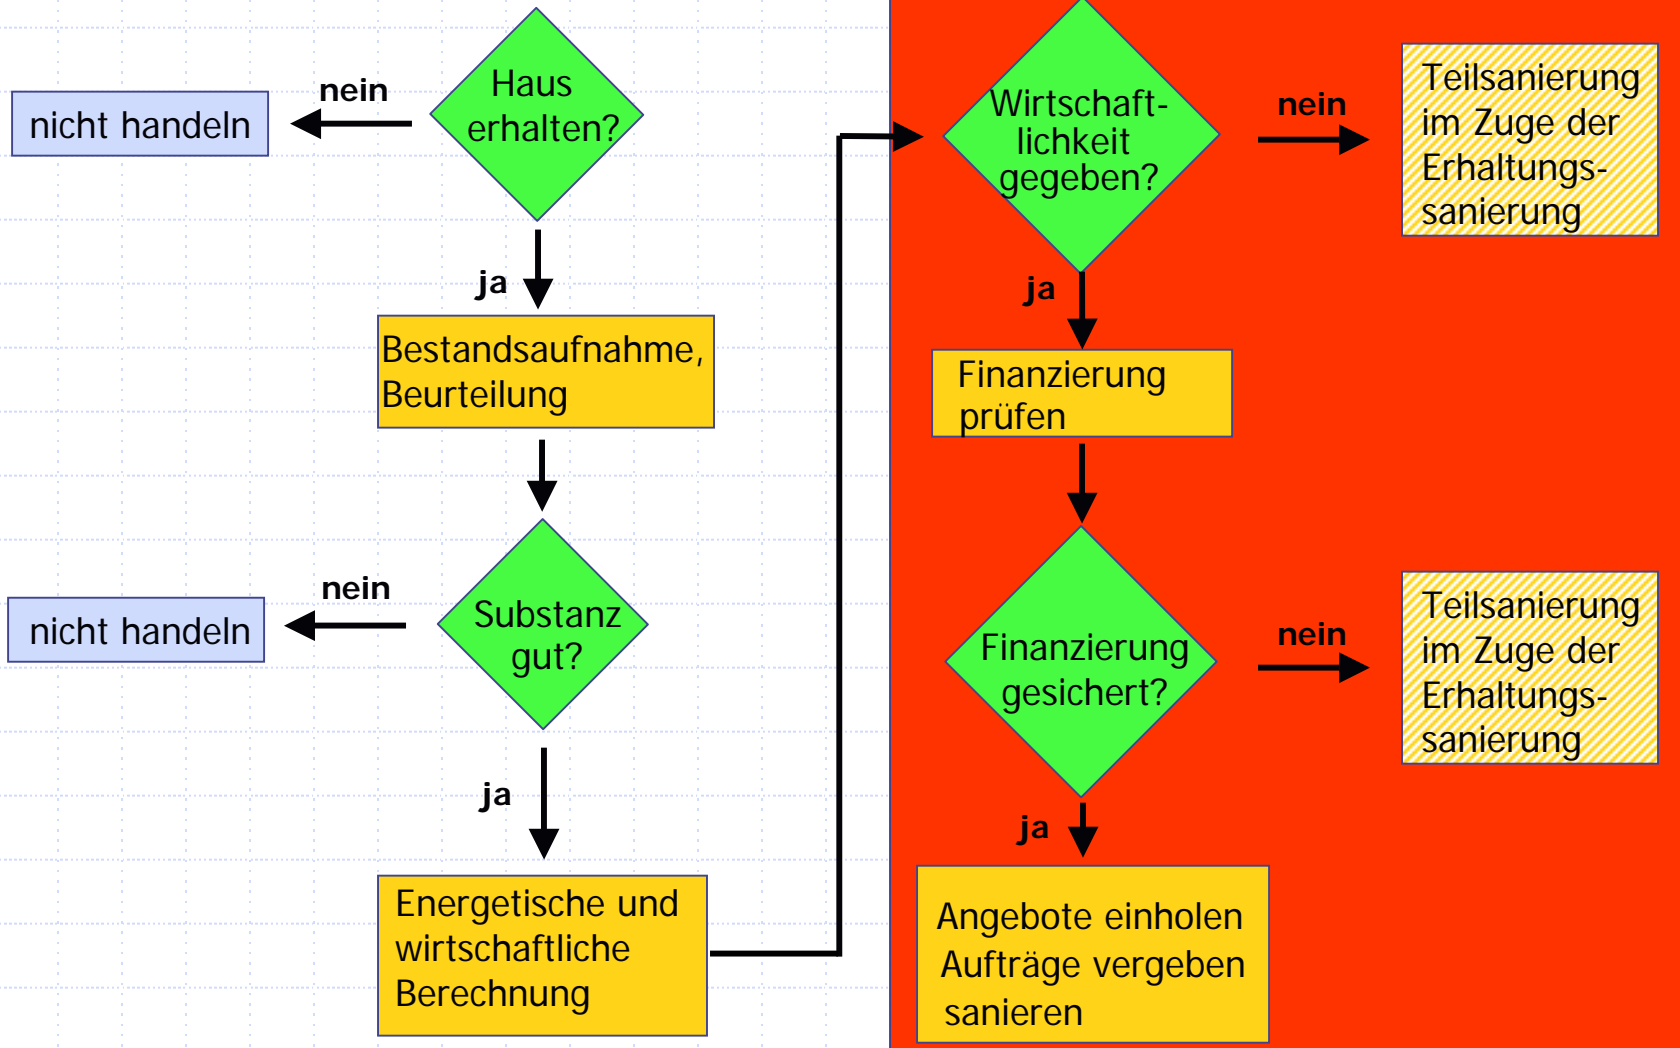 Haus
erhalten?
nein
nicht handeln
ja
Bestandsaufnahme,
Beurteilung
Substanz
gut?
nein
nicht handeln
ja
Energetische und
wirtschaftliche
Berechnung
Wirtschaft-
lichkeit
gegeben?
nein
Teilsanierung
im Zuge der
Erhaltungs-
sanierung
ja
Finanzierung
prüfen
Finanzierung
gesichert?
nein
Teilsanierung
im Zuge der
Erhaltungs-
sanierung
ja
Angebote einholen
Aufträge vergeben
sanieren